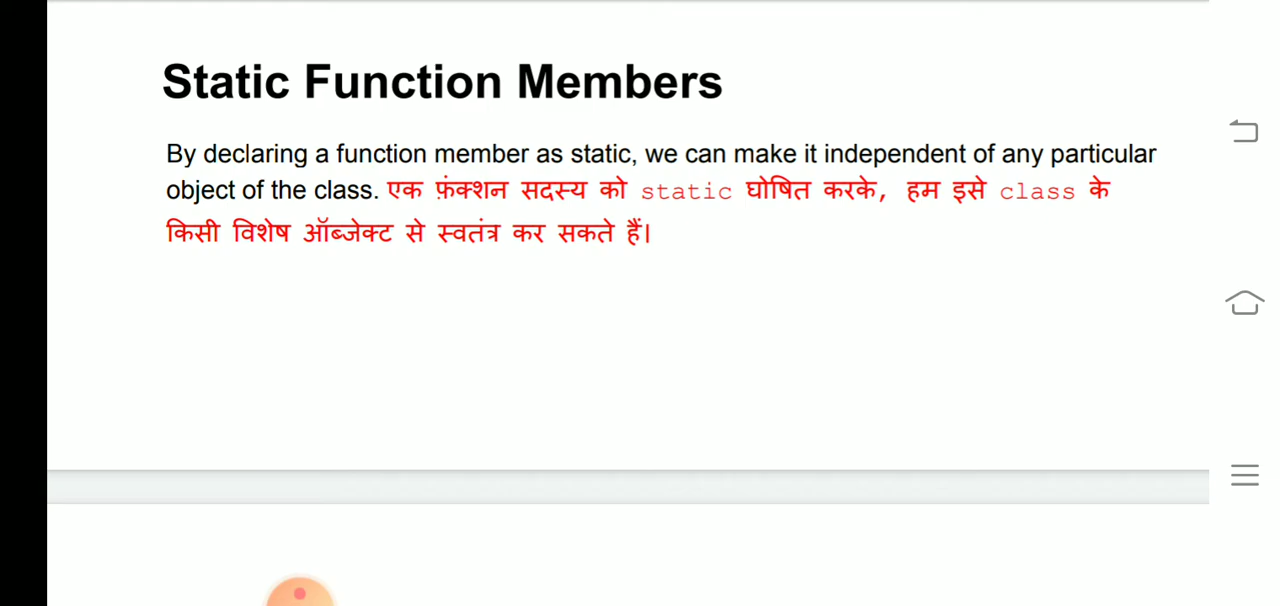 Static Function Members
By declaring a function member as static, we can make it independent of any particular
object of the class. एक फ़ंक्शन सदस्य को static घोषित करके, हम इसे class के
किसी विशेष ऑब्जेक्ट से स्वतंत्र कर सकते हैं।